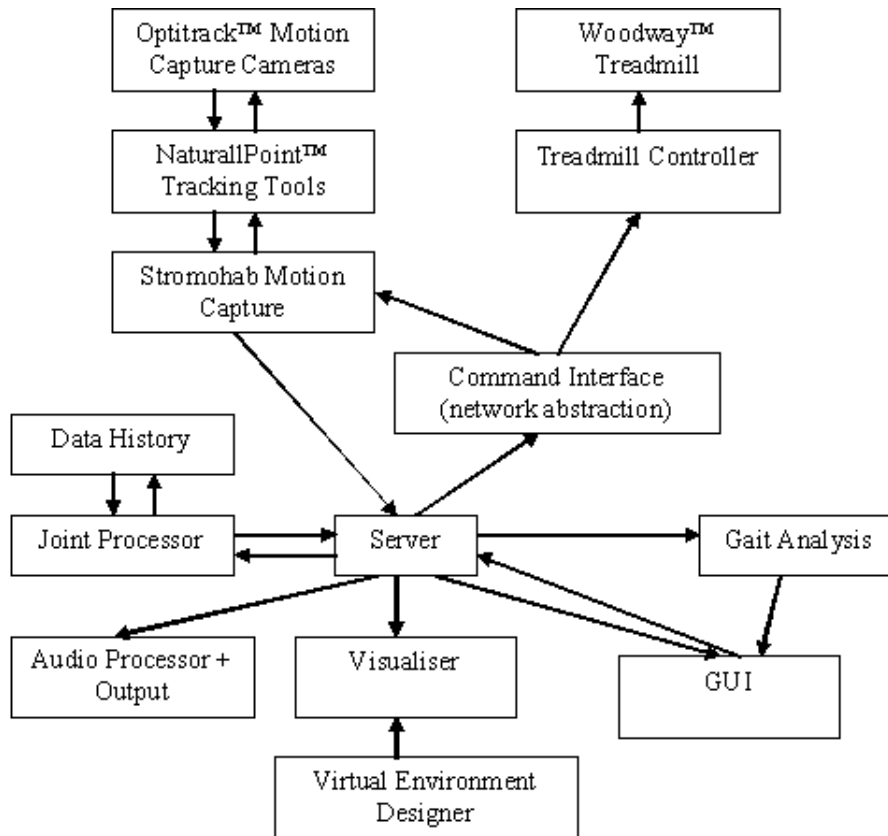 Optitrack™ Motion
Capture Cameras
Woodway™
Treadmill
NaturallPoint™
Tracking Tools
Treadmill Controller
Stromohab Motion
Capture
Command Interface
(network abstraction)
Data History
Joint Processor
Server
Gait Analysis
Audio Processor +
Output
Visualiser
GUI
Virtual Environment
Designer